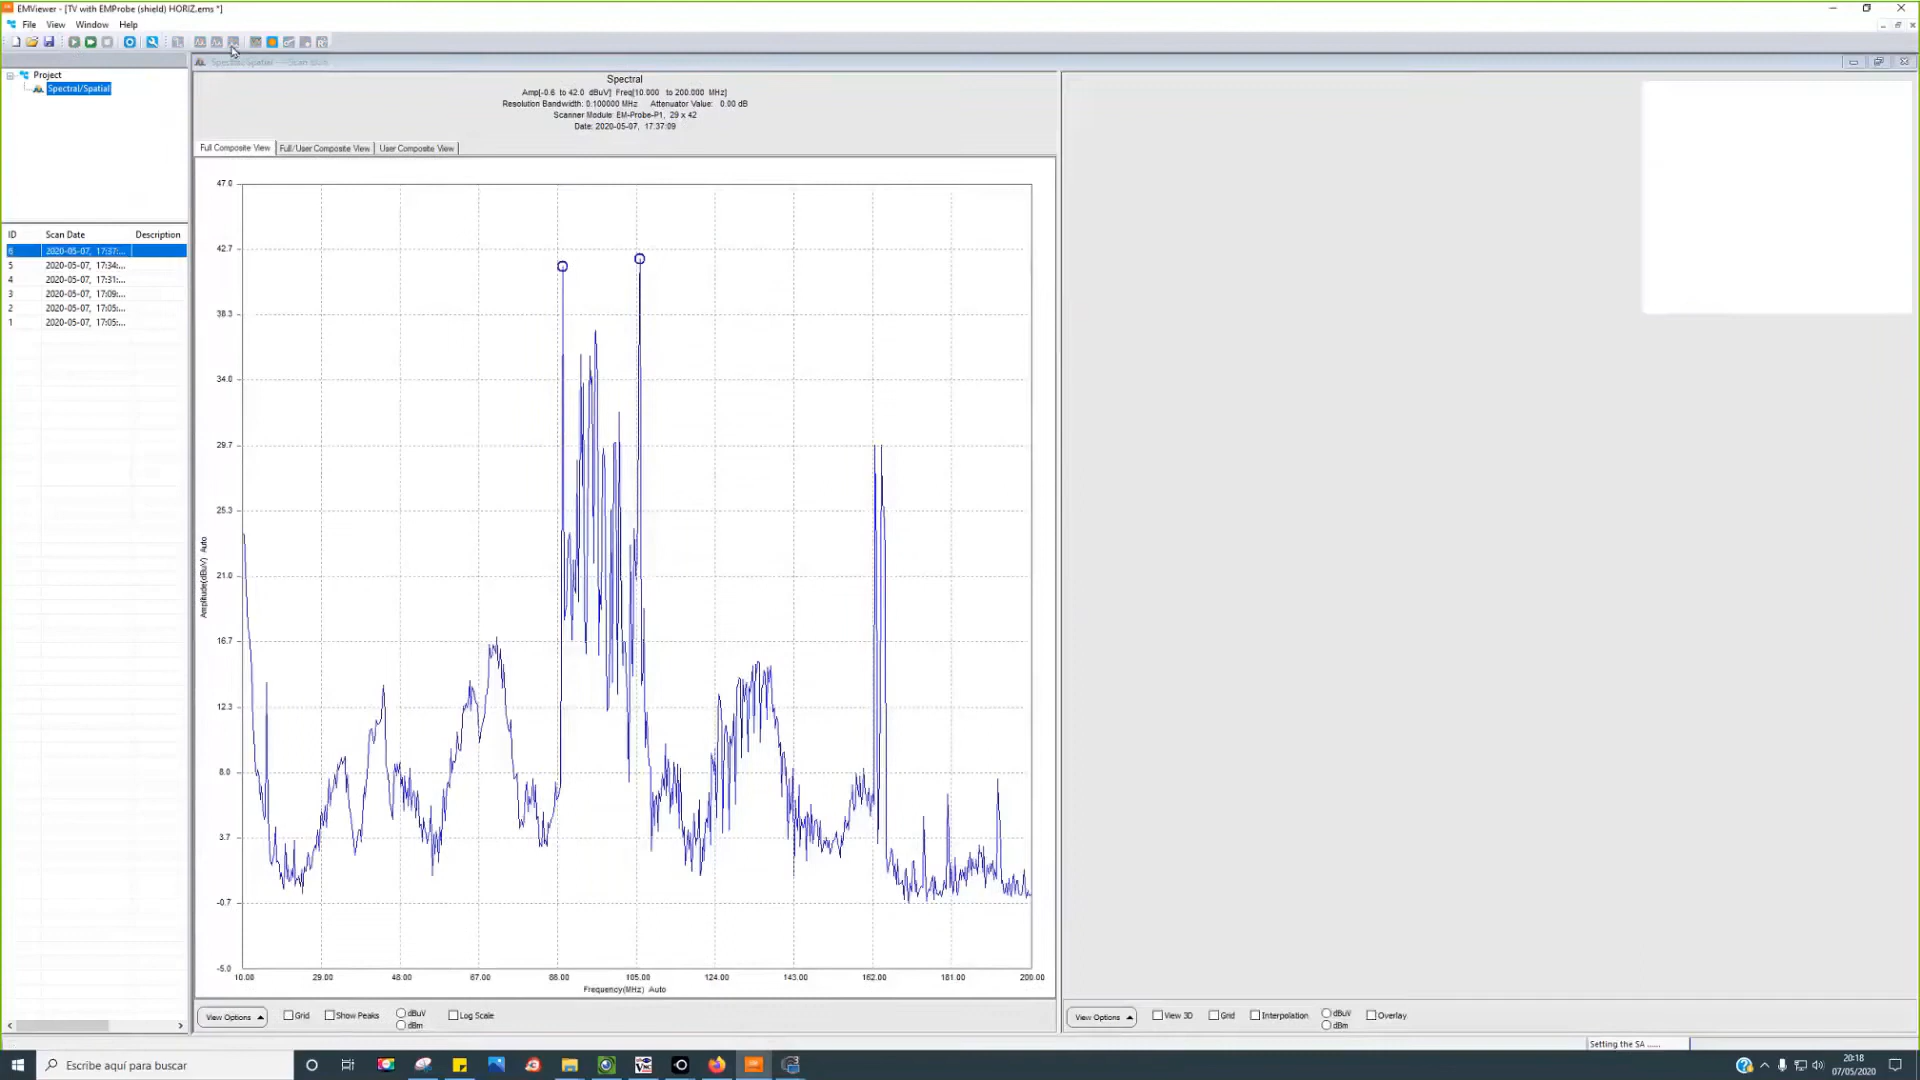 EMViewer - [TV with EMProbe (shield) HORIZ.ems *]
File View Window Help
Project
Spectral/Spatial
ID Scan Date Description
6 2020-05-07, 17:37:...
5 2020-05-07, 17:34:...
4 2020-05-07, 17:31:...
3 2020-05-07, 17:09:...
2 2020-05-07, 17:05:...
1 2020-05-07, 17:05:...
Spectral
Amp[-0.6 to 42.0 dBuV] Freq[10.000 to 200.000 MHz]
Resolution Bandwidth: 0.100000 MHz Attenuator Value: 0.00 dB
Scanner Module: EM-Probe-P1, 29 x 42
Date: 2020-05-07, 17:37:09
Full Composite View Full/User Composite View User Composite View
47.0
42.7
38.3
34.0
29.7
25.3
21.0
16.7
12.3
8.0
3.7
-0.7
-5.0
Amplitude(dBuV) Auto
10.00 29.00 48.00 67.00 86.00 105.00 124.00 143.00 162.00 181.00 200.00
Frequency(MHz) Auto
View Options Grid Show Peaks dBuV dBm Log Scale
View Options View 3D Grid Interpolation dBuV dBm Overlay
Setting the SA ......
Escribe aquí para buscar
20:18
07/05/2020